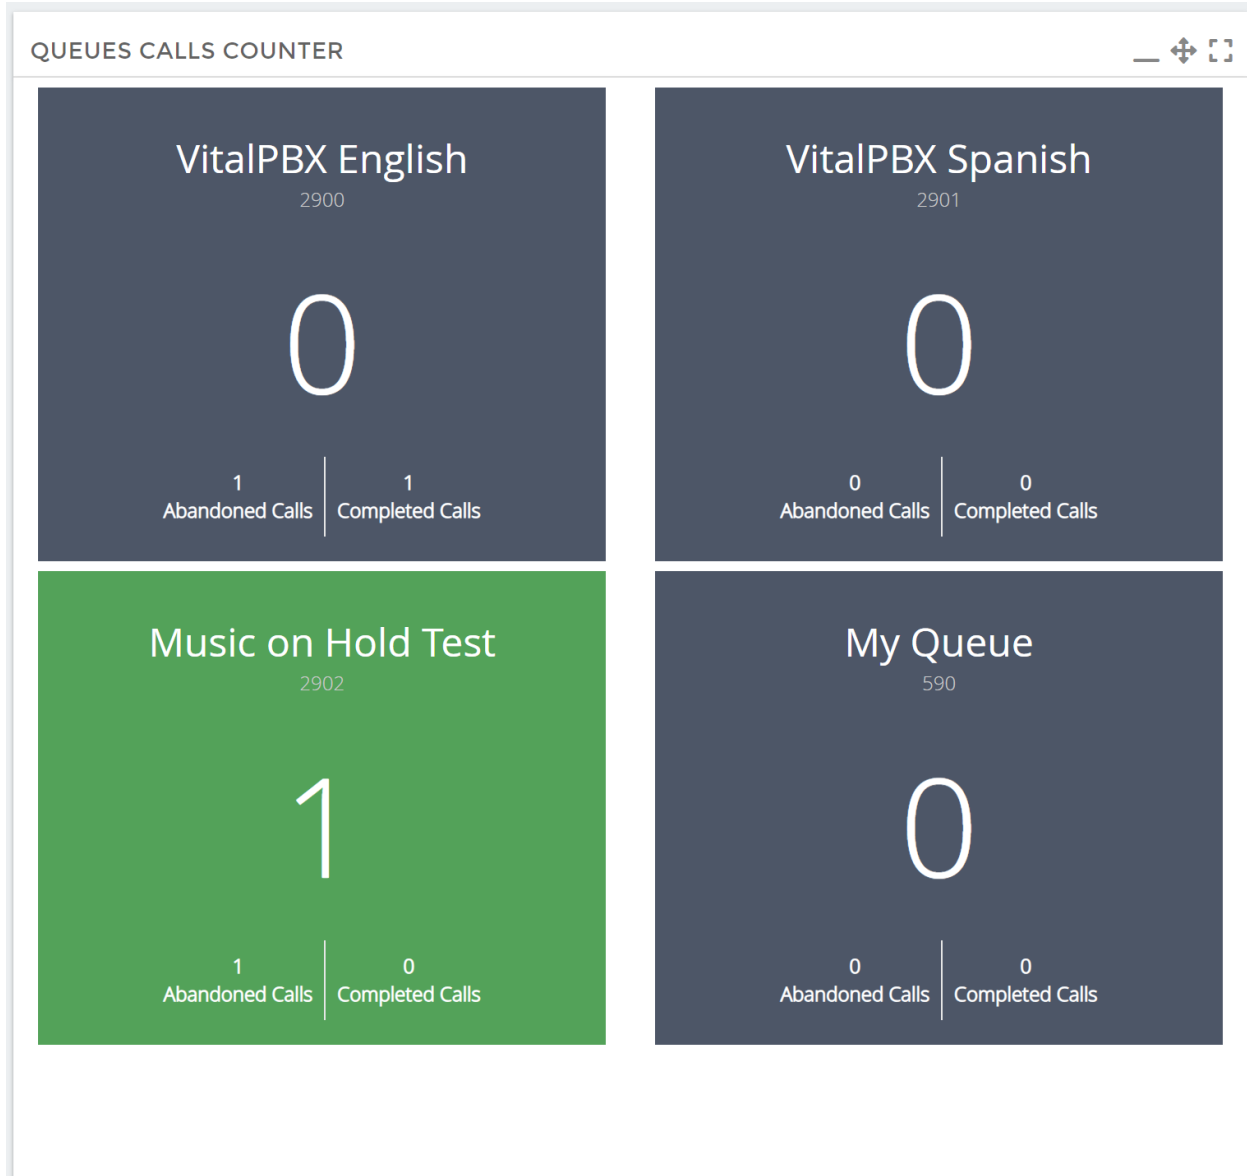 QUEUES CALLS COUNTER
VitalPBX English
2900
0
1
Abandoned Calls
1
Completed Calls
VitalPBX Spanish
2901
0
0
Abandoned Calls
0
Completed Calls
Music on Hold Test
2902
1
1
Abandoned Calls
0
Completed Calls
My Queue
590
0
0
Abandoned Calls
0
Completed Calls